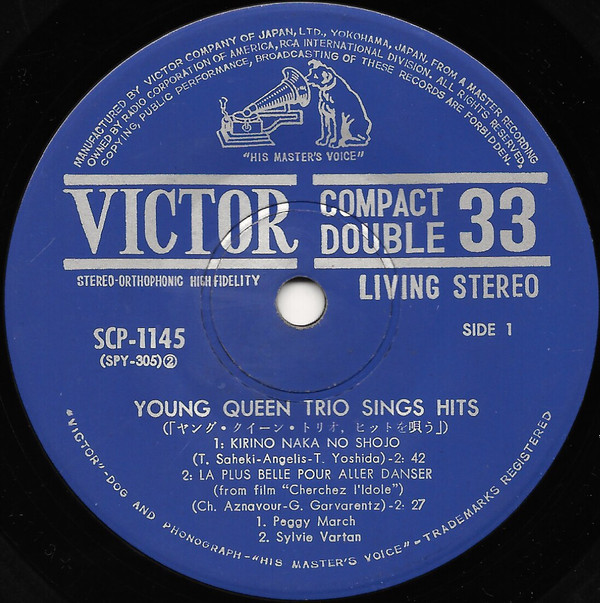 MANUFACTURED BY VICTOR COMPANY OF JAPAN, LTD., YOKOHAMA, JAPAN, FROM A MASTER RECORDING
OWNED BY RADIO CORPORATION OF AMERICA, RCA INTERNATIONAL DIVISION. ALL RIGHTS RESERVED,
COPYING, PUBLIC PERFORMANCE, BROADCASTING OF THESE RECORDS ARE FORBIDDEN.
"HIS MASTER'S VOICE"
VICTOR
COMPACT
DOUBLE
33
STEREO-ORTHOPHONIC HIGH FIDELITY
LIVING STEREO
SCP-1145
(SPY-305)②
SIDE 1
YOUNG QUEEN TRIO SINGS HITS
(「ヤング・クイーン・トリオ, ヒットを唄う」)
1: KIRINO NAKA NO SHOJO
(T. Saheki-Angelis-T. Yoshida)-2: 42
2: LA PLUS BELLE POUR ALLER DANSER
(from film "Cherchez l'Idole")
(Ch. Aznavour-G. Garvarentz)-2: 27
1. Peggy March
2. Sylvie Vartan
"VICTOR"-DOG AND PHONOGRAPH-"HIS MASTER'S VOICE"-TRADEMARKS REGISTERED